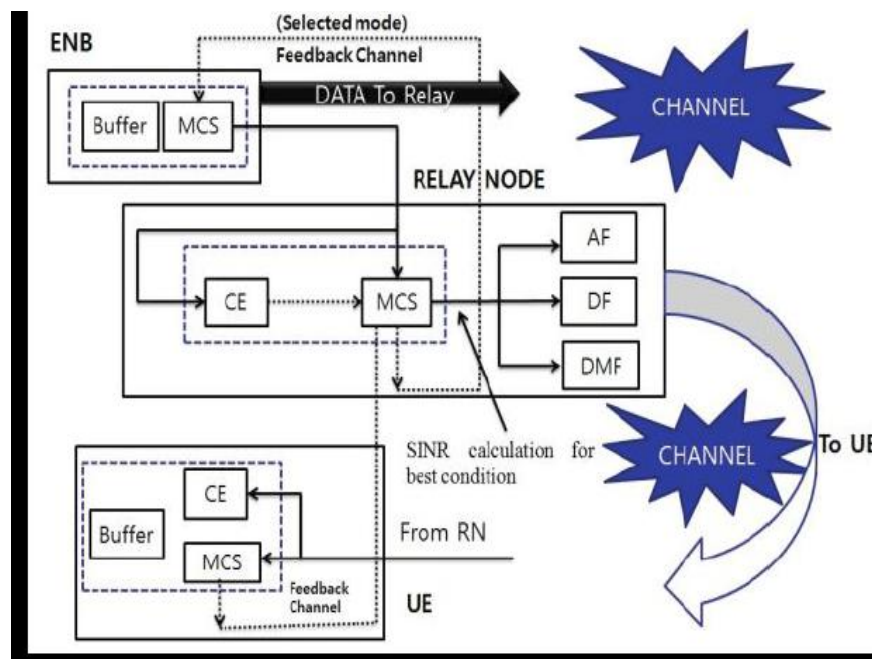 (Selected mode)
ENB
Feedback Channel
DATA To Relay
CHANNEL
Buffer
MCS
RELAY NODE
AF
CE
MCS
DF
DMF
SINR calculation for
best condition
CHANNEL
To UE
CE
Buffer
From RN
MCS
Feedback
Channel
UE